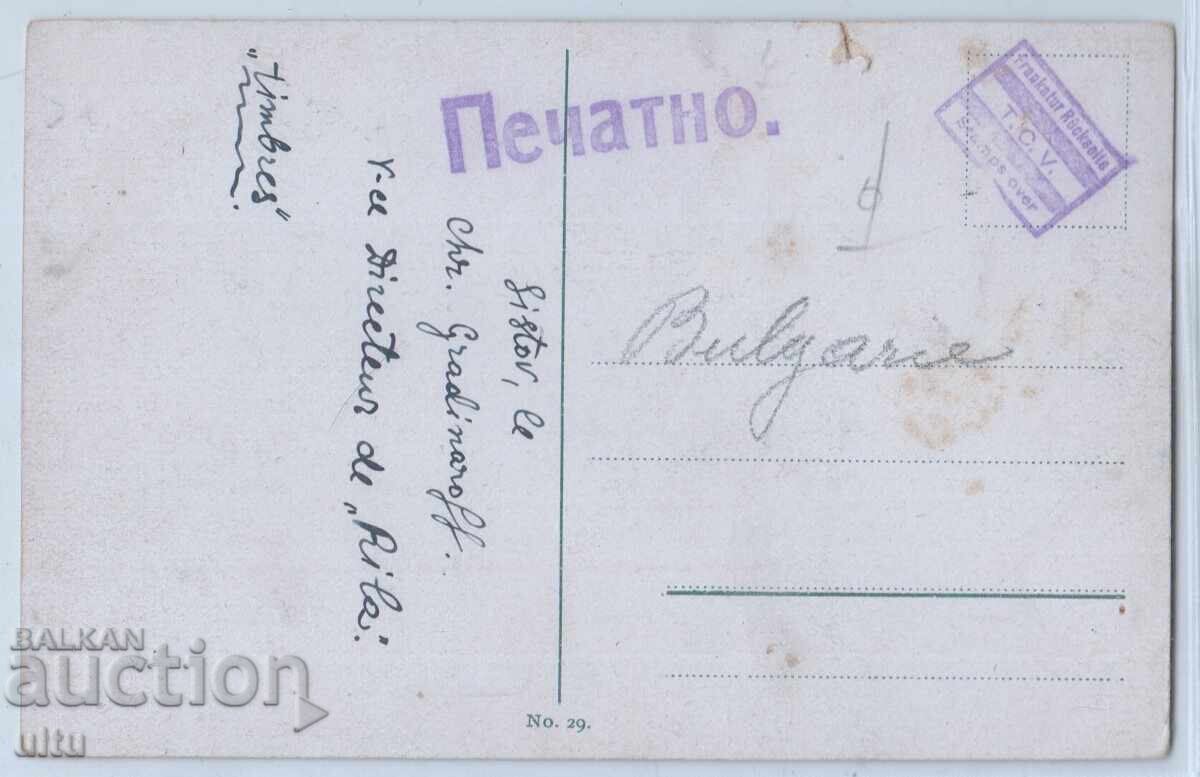 "timbres".
Печатно.
Sistov, le
Chr. Gradinaroff.
V-ce Directeur de „Rila".
Frankatur Rückseite
T.C.V.
Stamps over
Bulgarie
No. 29.
BALKAN
auction
ultu